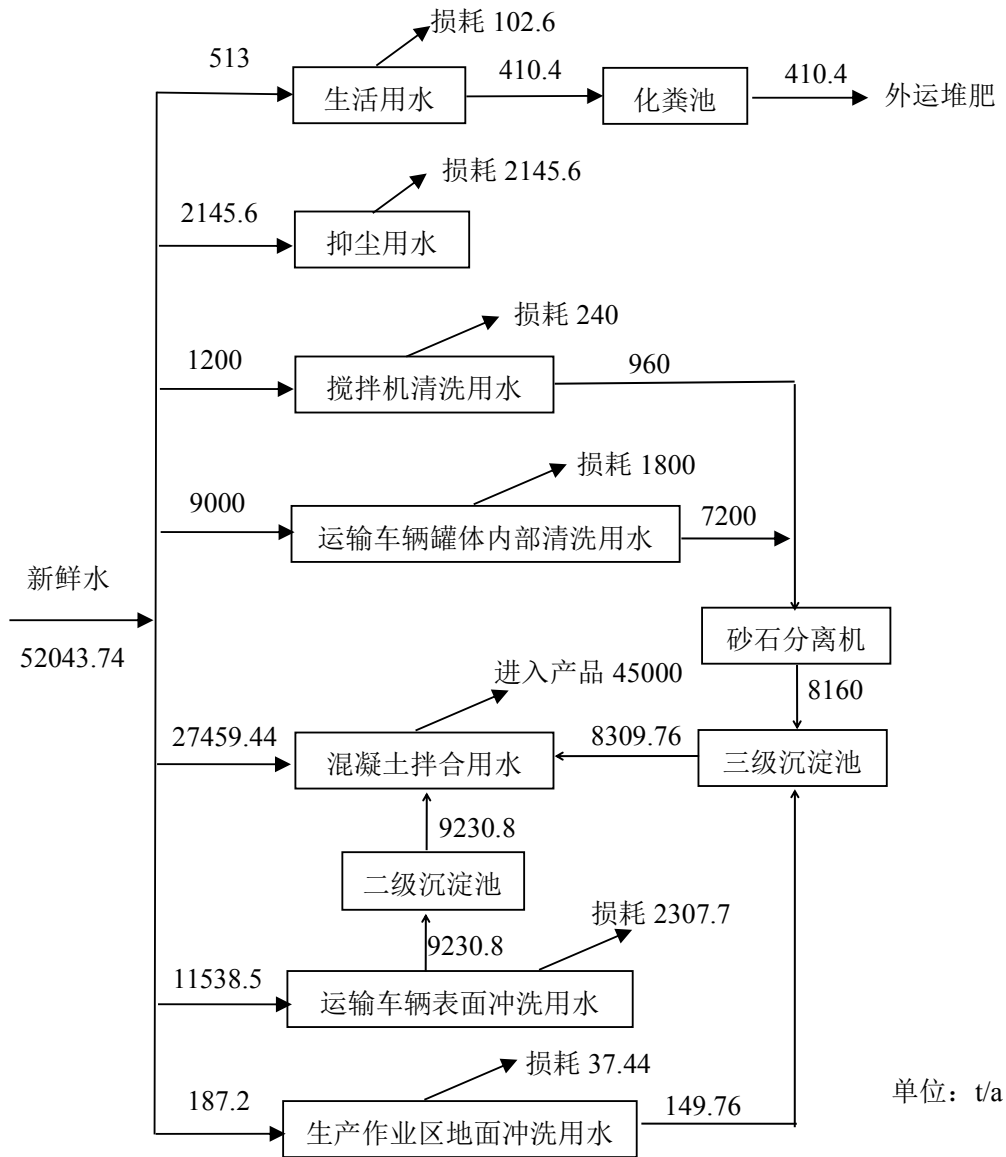 损耗 102.6
513
410.4
410.4
生活用水
化粪池
外运堆肥
损耗 2145.6
2145.6
抑尘用水
损耗 240
1200
960
搅拌机清洗用水
损耗 1800
9000
7200
运输车辆罐体内部清洗用水
新鲜水
52043.74
砂石分离机
进入产品 45000
8160
27459.44
8309.76
混凝土拌合用水
三级沉淀池
9230.8
二级沉淀池
损耗 2307.7
9230.8
11538.5
运输车辆表面冲洗用水
损耗 37.44
187.2
149.76
单位：t/a
生产作业区地面冲洗用水